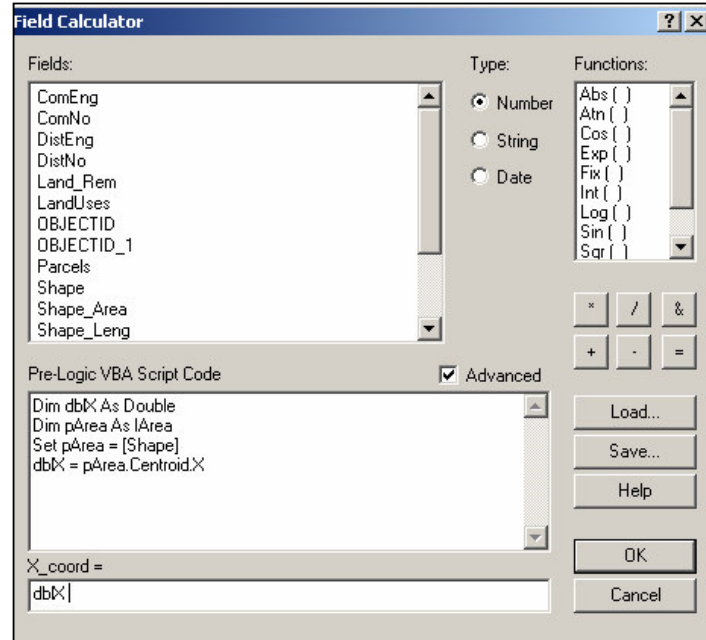 Field Calculator
Fields:
ComEng
ComNo
DistEng
DistNo
Land_Rem
LandUses
OBJECTID
OBJECTID_1
Parcels
Shape
Shape_Area
Shape_Leng
Type:
Number
String
Date
Functions:
Abs ( )
Atn ( )
Cos ( )
Exp ( )
Fix ( )
Int ( )
Log ( )
Sin ( )
Sqr ( )
* / &
+ - =
Pre-Logic VBA Script Code
Advanced
Dim dblX As Double
Dim pArea As IArea
Set pArea = [Shape]
dblX = pArea.Centroid.X
Load...
Save...
Help
X_coord =
dblX
OK
Cancel